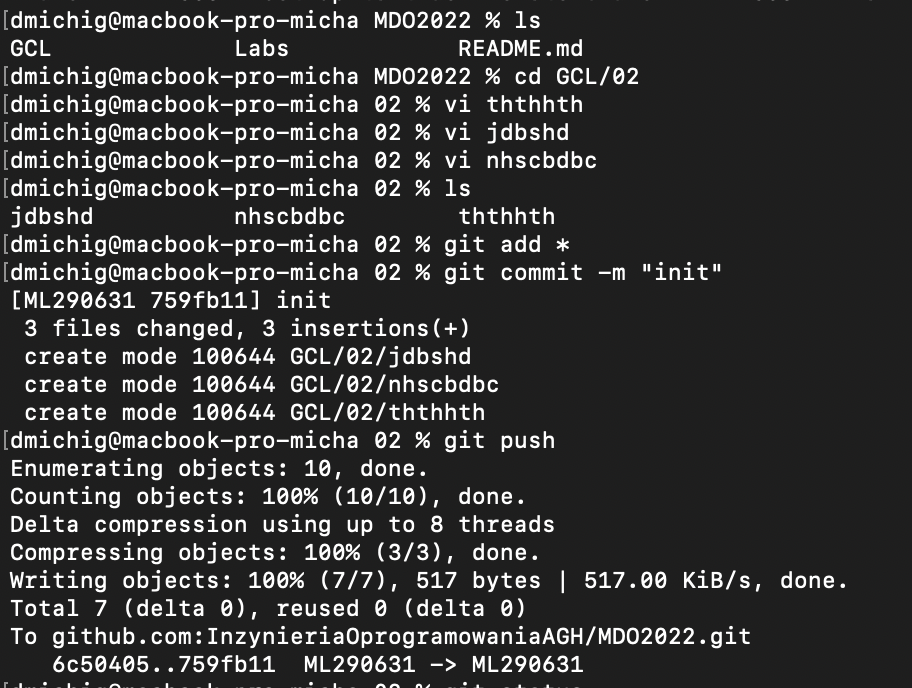 [dmichig@macbook-pro-micha MDO2022 % ls
GCL Labs README.md
[dmichig@macbook-pro-micha MDO2022 % cd GCL/02
[dmichig@macbook-pro-micha 02 % vi ththhth
[dmichig@macbook-pro-micha 02 % vi jdbshd
[dmichig@macbook-pro-micha 02 % vi nhscbdbc
[dmichig@macbook-pro-micha 02 % ls
jdbshd nhscbdbc ththhth
[dmichig@macbook-pro-micha 02 % git add *
[dmichig@macbook-pro-micha 02 % git commit -m "init"
[ML290631 759fb11] init
3 files changed, 3 insertions(+)
create mode 100644 GCL/02/jdbshd
create mode 100644 GCL/02/nhscbdbc
create mode 100644 GCL/02/ththhth
[dmichig@macbook-pro-micha 02 % git push
Enumerating objects: 10, done.
Counting objects: 100% (10/10), done.
Delta compression using up to 8 threads
Compressing objects: 100% (3/3), done.
Writing objects: 100% (7/7), 517 bytes | 517.00 KiB/s, done.
Total 7 (delta 0), reused 0 (delta 0)
To github.com:InzynieriaOprogramowaniaAGH/MDO2022.git
6c50405..759fb11 ML290631 -> ML290631
[dmichig@macbook-pro-micha 02 % git status